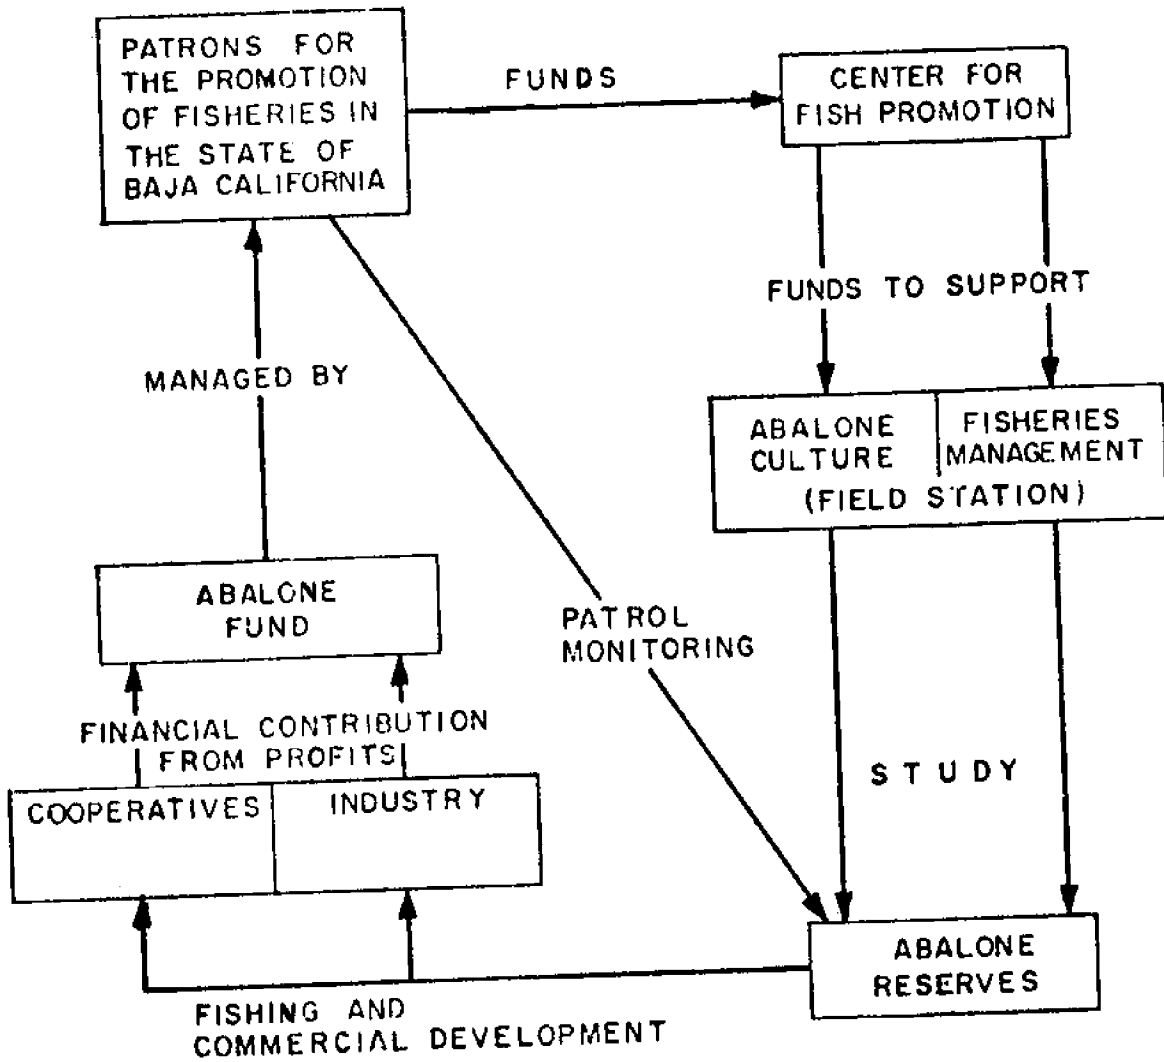 PATRONS FOR
THE PROMOTION
OF FISHERIES IN
THE STATE OF
BAJA CALIFORNIA
FUNDS
CENTER FOR
FISH PROMOTION
FUNDS TO SUPPORT
MANAGED BY
ABALONE
CULTURE
FISHERIES
MANAGEMENT
(FIELD STATION)
ABALONE
FUND
PATROL
MONITORING
FINANCIAL CONTRIBUTION
FROM PROFITS
STUDY
COOPERATIVES
INDUSTRY
ABALONE
RESERVES
FISHING AND
COMMERCIAL DEVELOPMENT